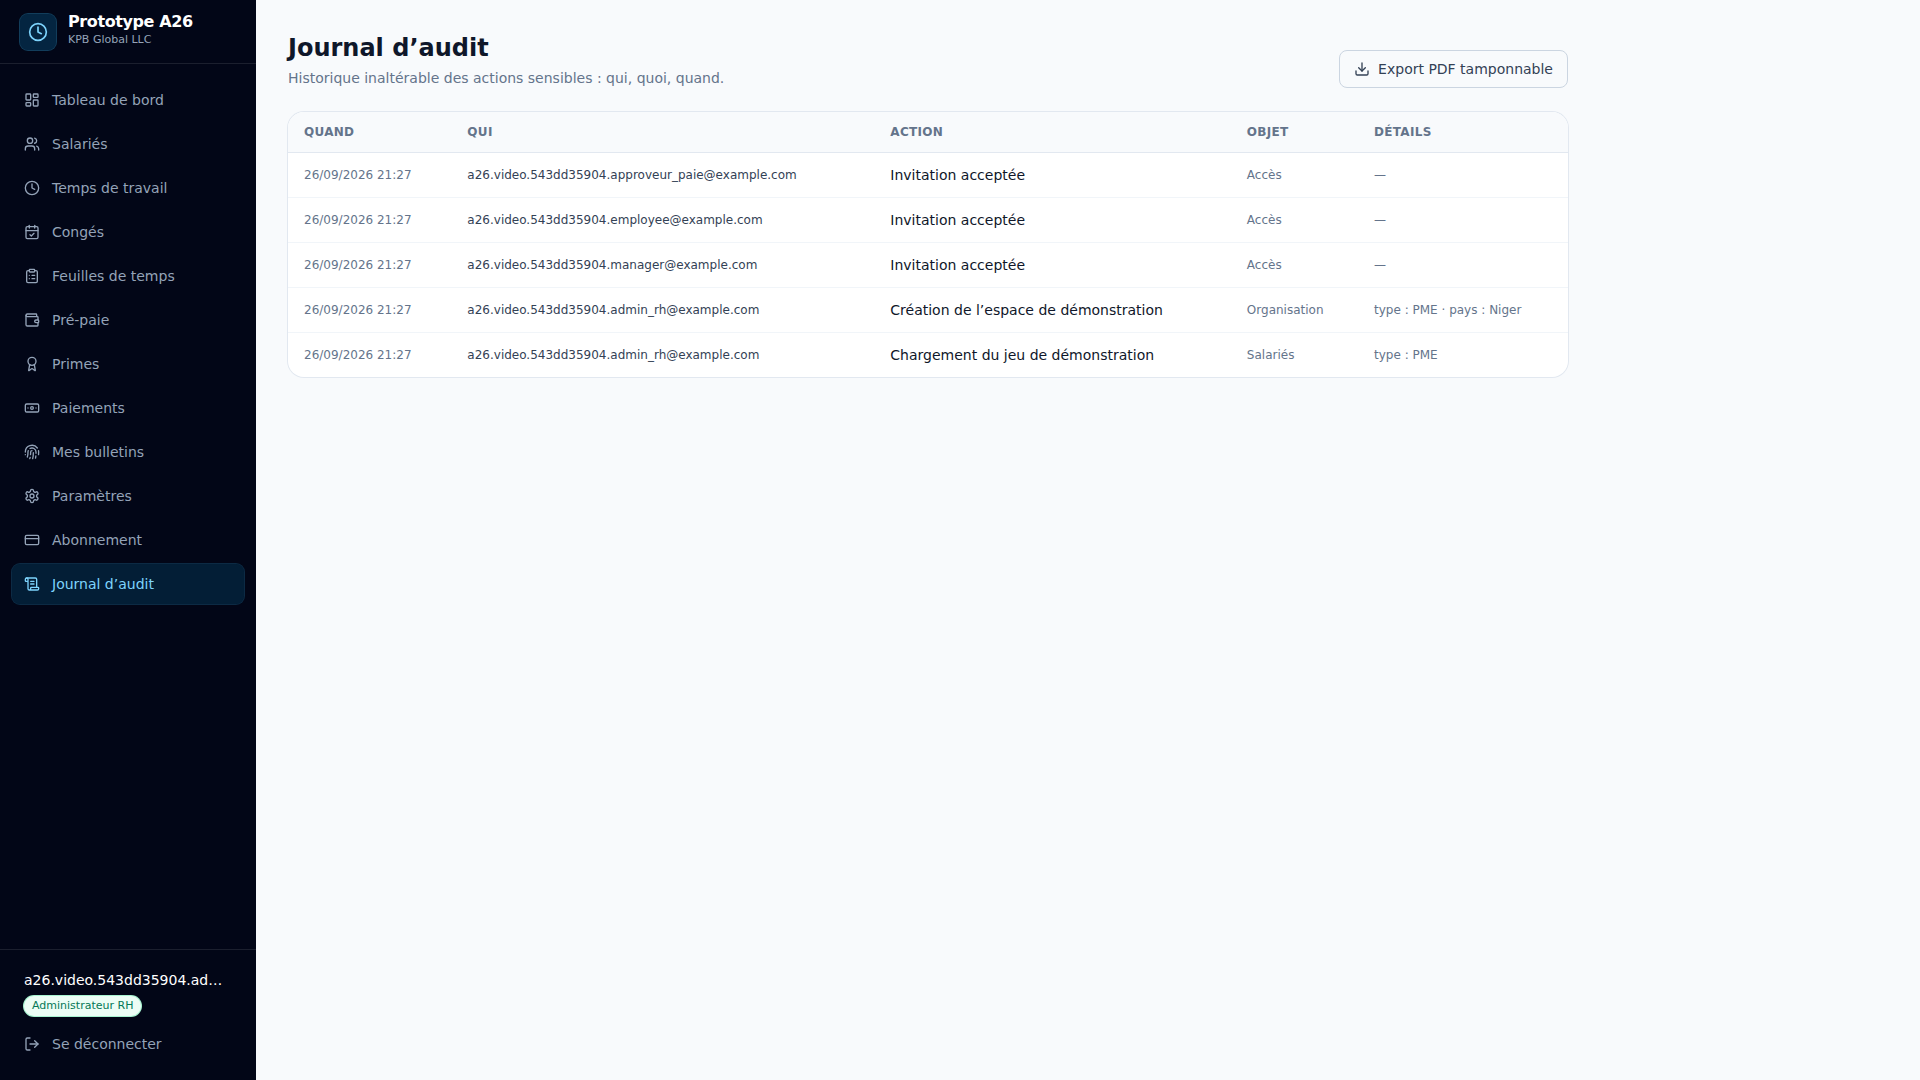 Prototype A26
KPB Global LLC
Tableau de bord
Salariés
Temps de travail
Congés
Feuilles de temps
Pré-paie
Primes
Paiements
Mes bulletins
Paramètres
Abonnement
Journal d’audit
a26.video.543dd35904.ad…
Administrateur RH
Se déconnecter
Journal d’audit
Historique inaltérable des actions sensibles : qui, quoi, quand.
Export PDF tamponnable
QUAND QUI ACTION OBJET DÉTAILS
26/09/2026 21:27 a26.video.543dd35904.approveur_paie@example.com Invitation acceptée Accès —
26/09/2026 21:27 a26.video.543dd35904.employee@example.com Invitation acceptée Accès —
26/09/2026 21:27 a26.video.543dd35904.manager@example.com Invitation acceptée Accès —
26/09/2026 21:27 a26.video.543dd35904.admin_rh@example.com Création de l’espace de démonstration Organisation type : PME · pays : Niger
26/09/2026 21:27 a26.video.543dd35904.admin_rh@example.com Chargement du jeu de démonstration Salariés type : PME